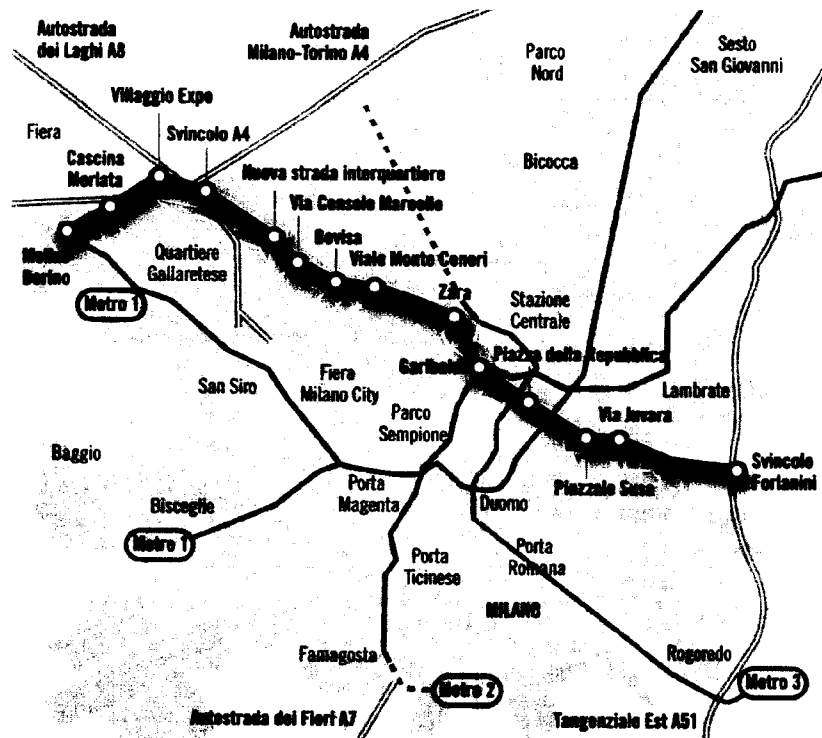 Autostrada
dei Laghi A8
Autostrada
Milano-Torino A4
Parco
Nord
Sesto
San Giovanni
Villaggio Expo
Fiera
Svincolo A4
Cascina
Merlata
Nuova strada interquartiere
Bicocca
Via Console Marcello
Bovisa
Viale Monte Ceneri
Molino
Dorino
Quartiere
Gallaretese
Metro 1
Zara
Stazione
Centrale
Garibaldi
Piazza della Repubblica
San Siro
Fiera
Milano City
Parco
Sempione
Lambrate
Via Juvara
Baggio
Bisceglie
Porta
Magenta
Duomo
Piazzale Susa
Svincolo
Forlanini
Metro 1
Porta
Ticinese
Porta
Romana
MILANO
Famagosta
Rogoredo
Metro 2
Metro 3
Autostrada dei Fiori A7
Tangenziale Est A51